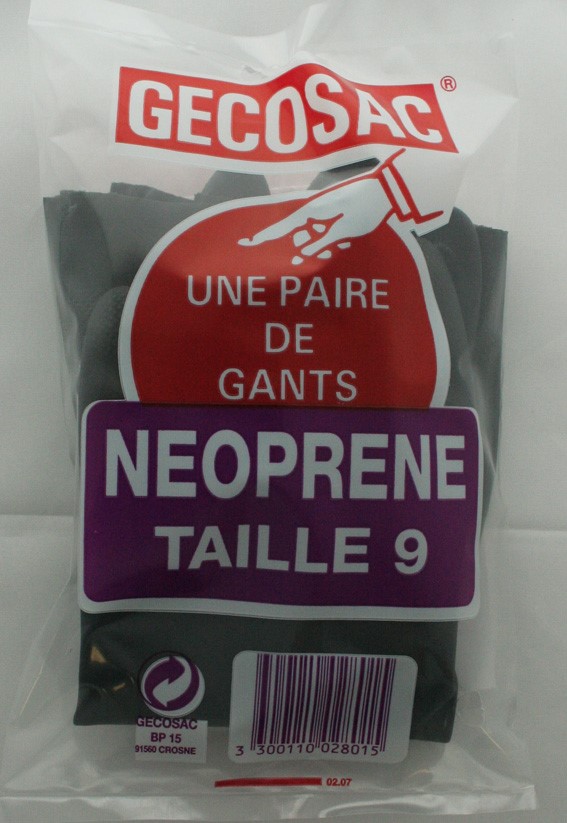 GECOSAC®
UNE PAIRE
DE
GANTS
NEOPRENE
TAILLE 9
GECOSAC
BP 15
91560 CROSNE
3 300110 028015
02.07